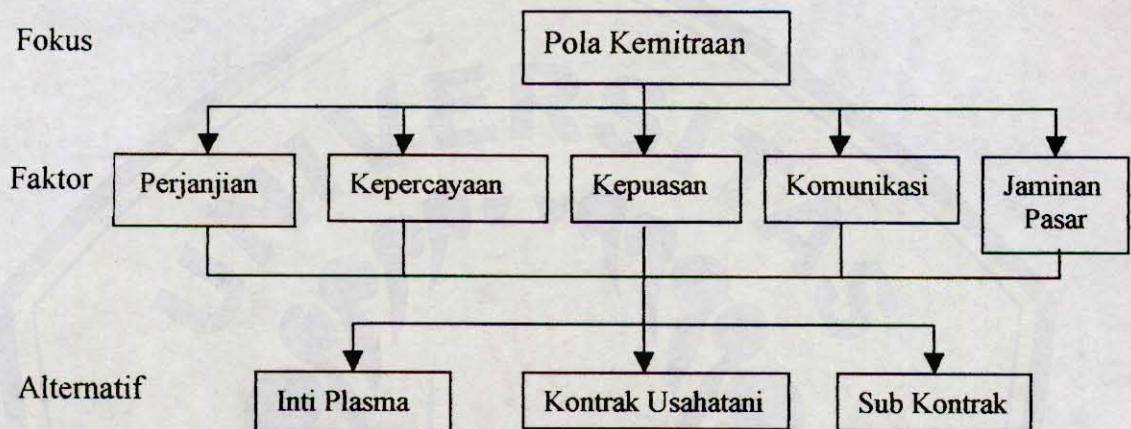 Fokus
Pola Kemitraan
Faktor
Perjanjian
Kepercayaan
Kepuasan
Komunikasi
Jaminan
Pasar
Alternatif
Inti Plasma
Kontrak Usahatani
Sub Kontrak